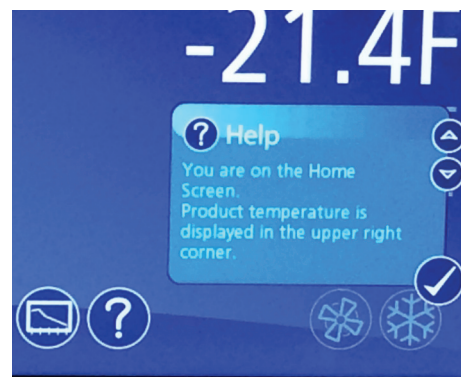 -21.4F
? Help
You are on the Home
Screen.
Product temperature is
displayed in the upper right
corner.
?